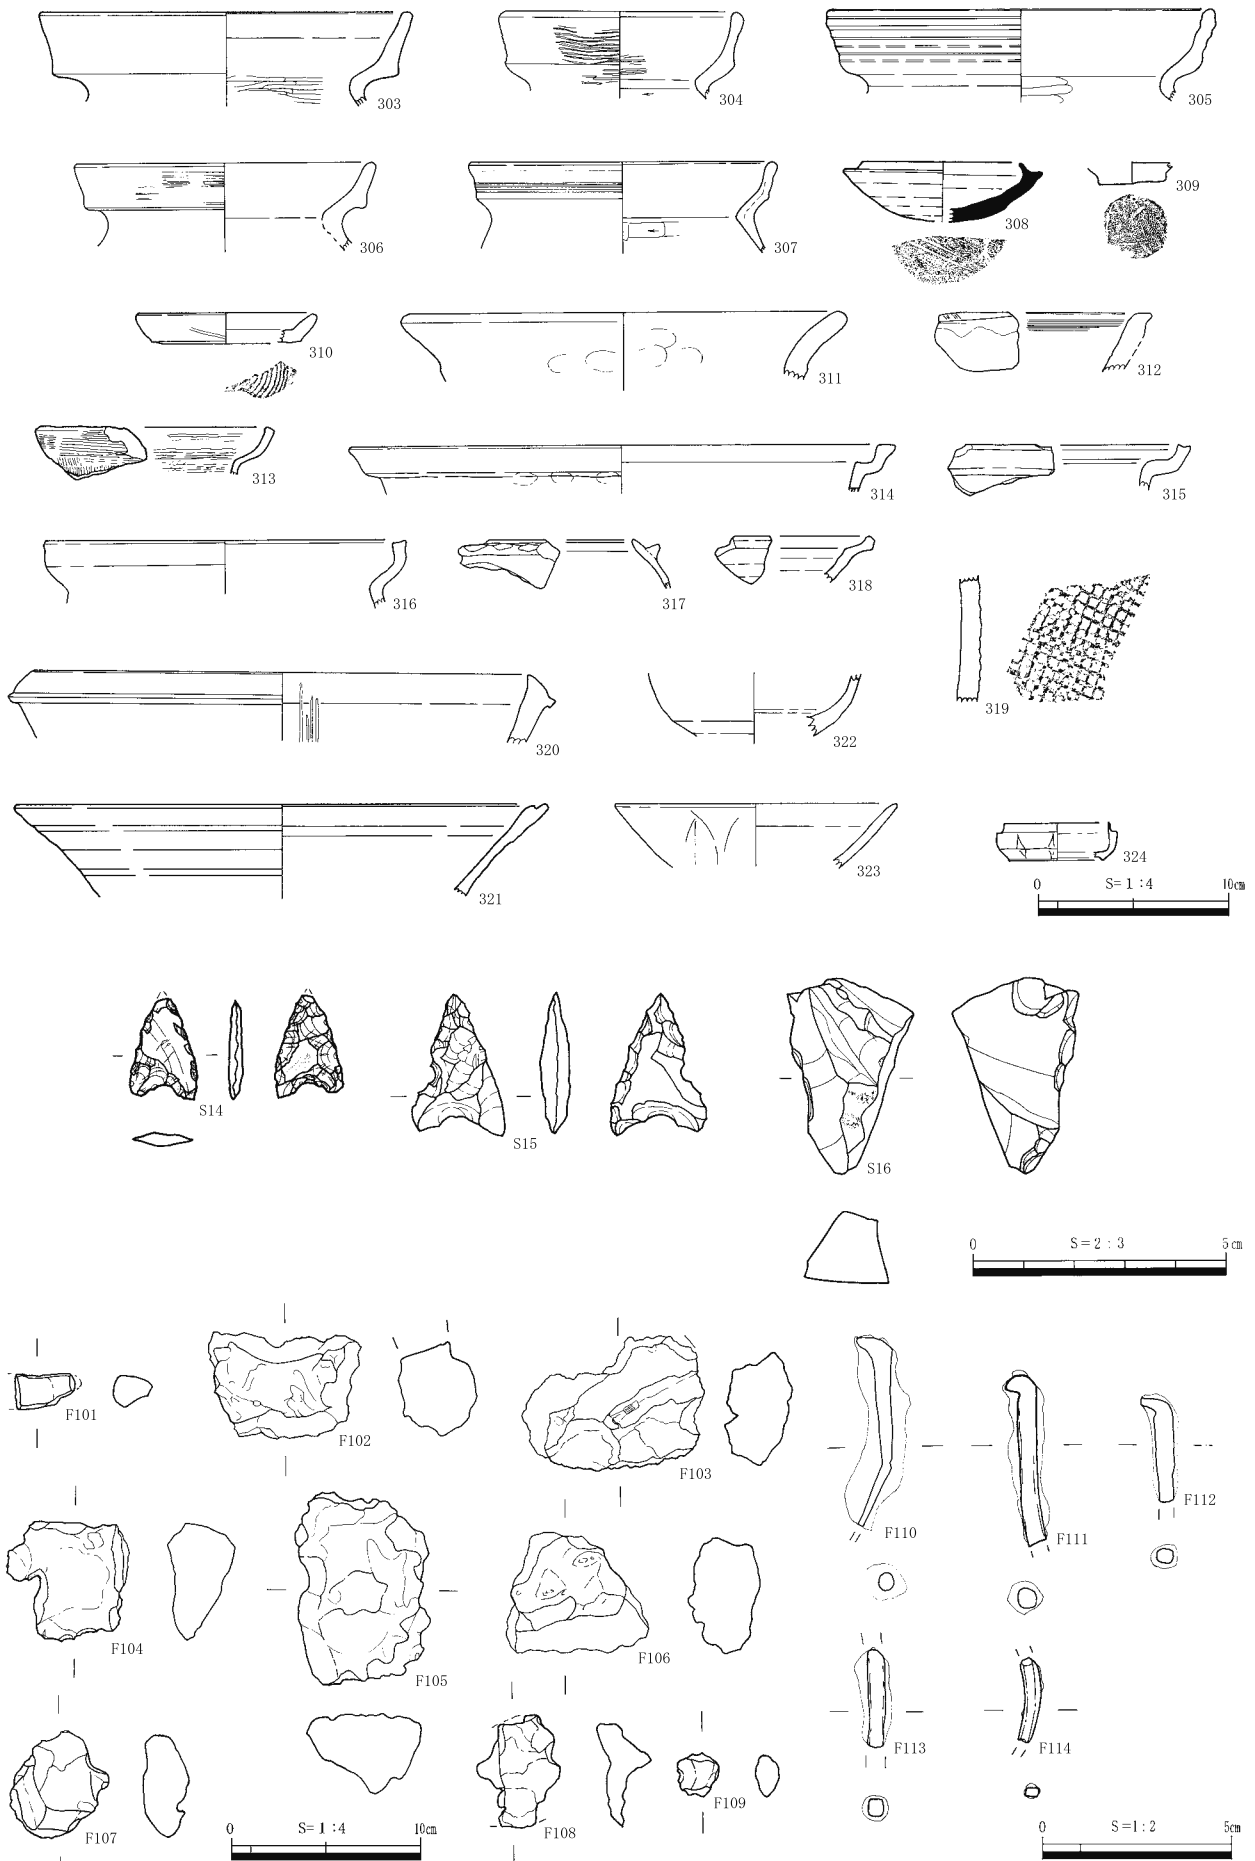 303
304
305
306
307
308
309
310
311
312
313
314
315
316
317
318
319
320
322
321
323
324
0 S=1:4 10cm
S14
S15
S16
0 S=2:3 5cm
F101
F102
F103
F110
F111
F112
F104
F105
F106
F107
F108
F109
F113
F114
0 S=1:4 10cm
0 S=1:2 5cm